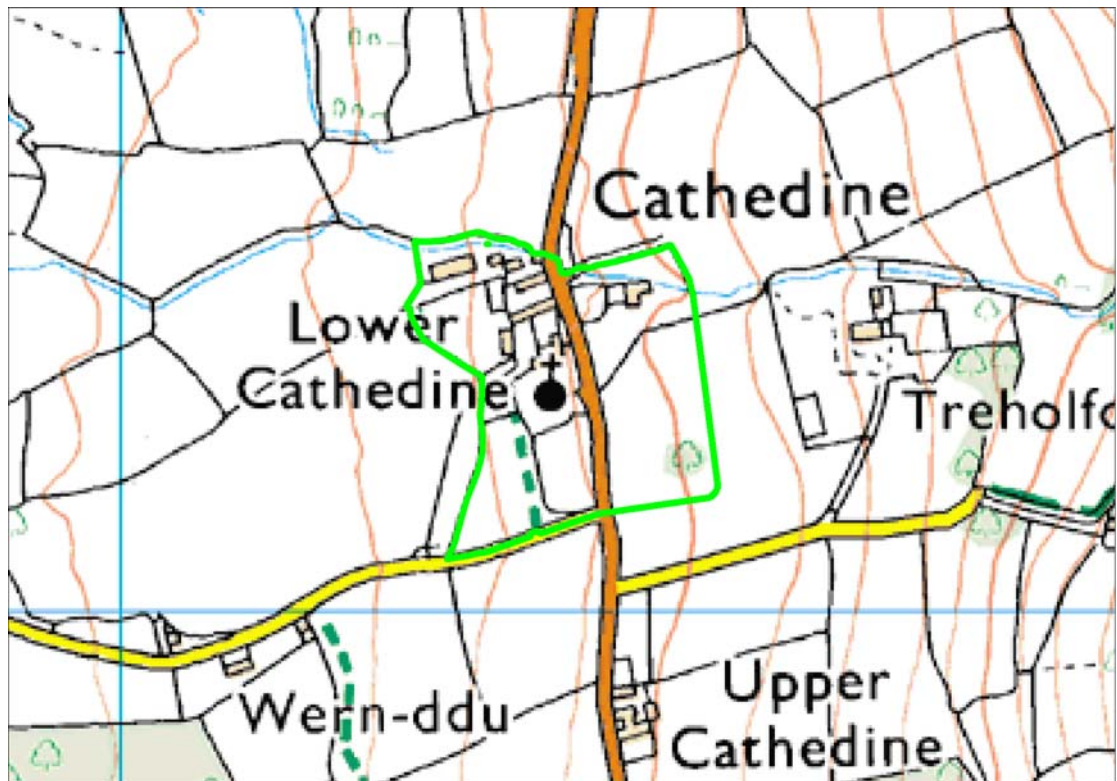 Cathedine
Lower
Cathedine
Treholfo
Wern-ddu
Upper
Cathedine